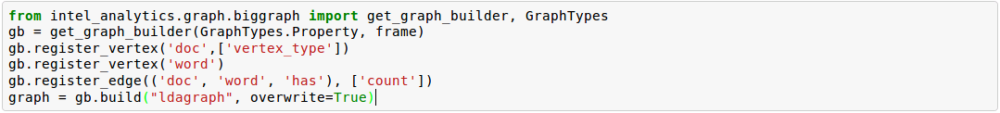 from intel_analytics.graph.biggraph import get_graph_builder, GraphTypes
gb = get_graph_builder(GraphTypes.Property, frame)
gb.register_vertex('doc',['vertex_type'])
gb.register_vertex('word')
gb.register_edge(('doc', 'word', 'has'), ['count'])
graph = gb.build("ldagraph", overwrite=True)